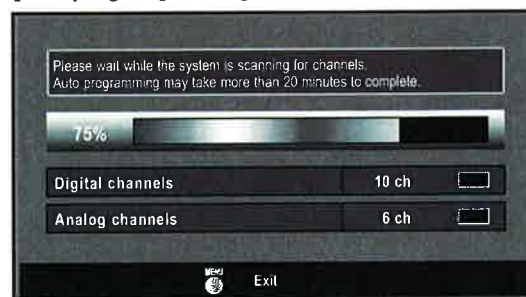 Please wait while the system is scanning for channels.
Auto programming may take more than 20 minutes to complete.
75%
Digital channels 10 ch
Analog channels 6 ch
MENU
Exit